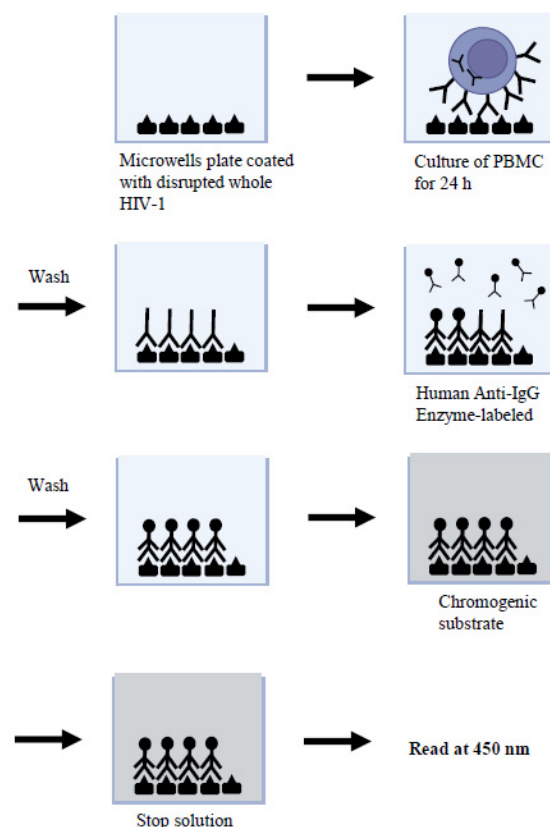 Microwells plate coated
with disrupted whole
HIV-1
Culture of PBMC
for 24 h
Wash
Human Anti-IgG
Enzyme-labeled
Wash
Chromogenic
substrate
Stop solution
Read at 450 nm